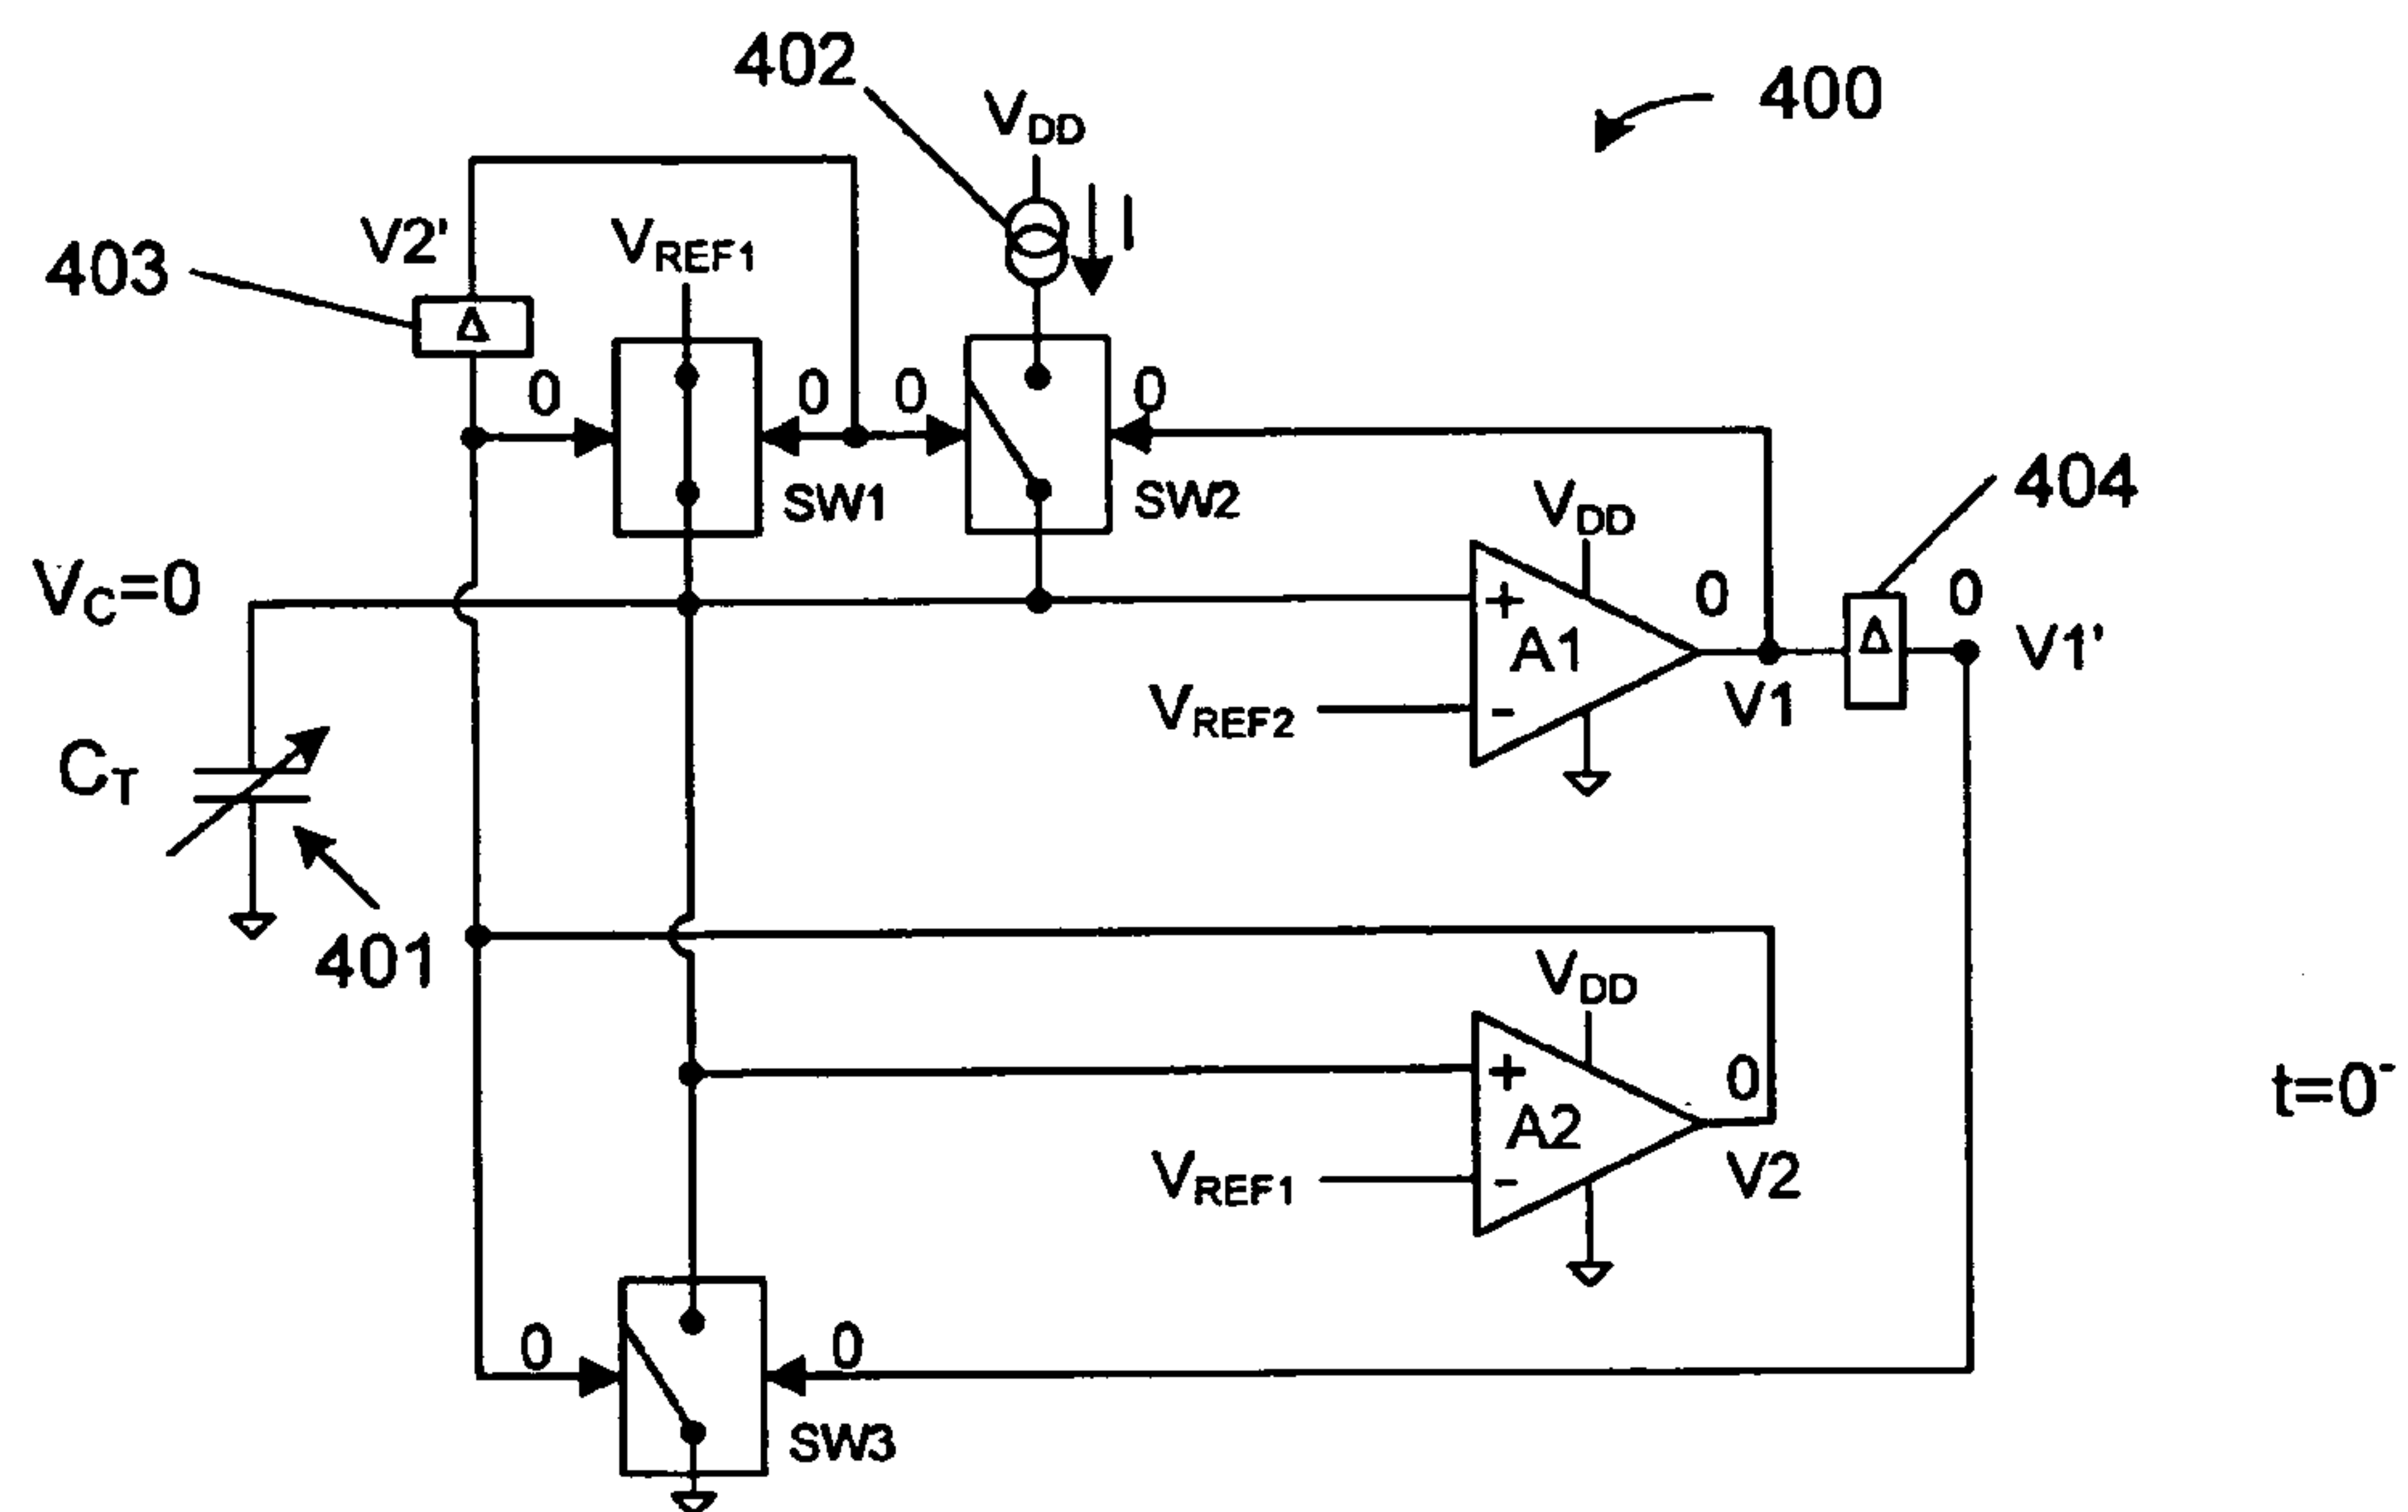 402
400
VDD
I
V2'
VREF1
403
Δ
0
0
0
0
SW1
SW2
404
VDD
VC=0
+
A1
0
Δ
0
V1'
VREF2
-
V1
CT
401
VDD
+
A2
0
t=0-
VREF1
-
V2
0
0
SW3